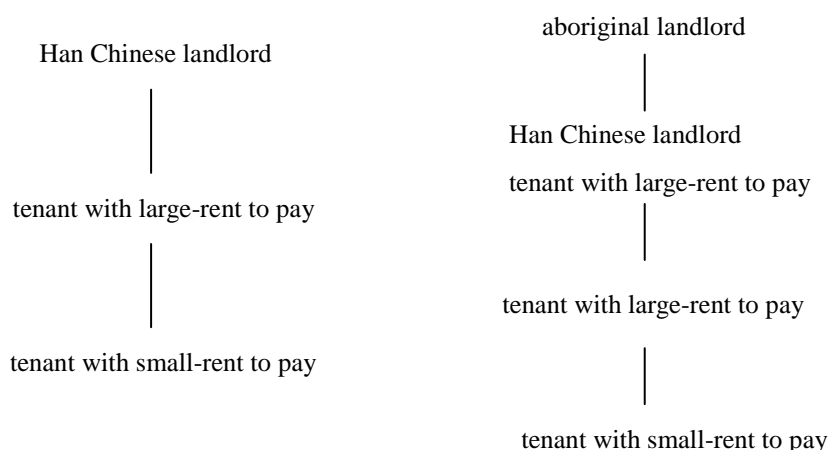 Han Chinese landlord
tenant with large-rent to pay
tenant with small-rent to pay
aboriginal landlord
Han Chinese landlord
tenant with large-rent to pay
tenant with large-rent to pay
tenant with small-rent to pay